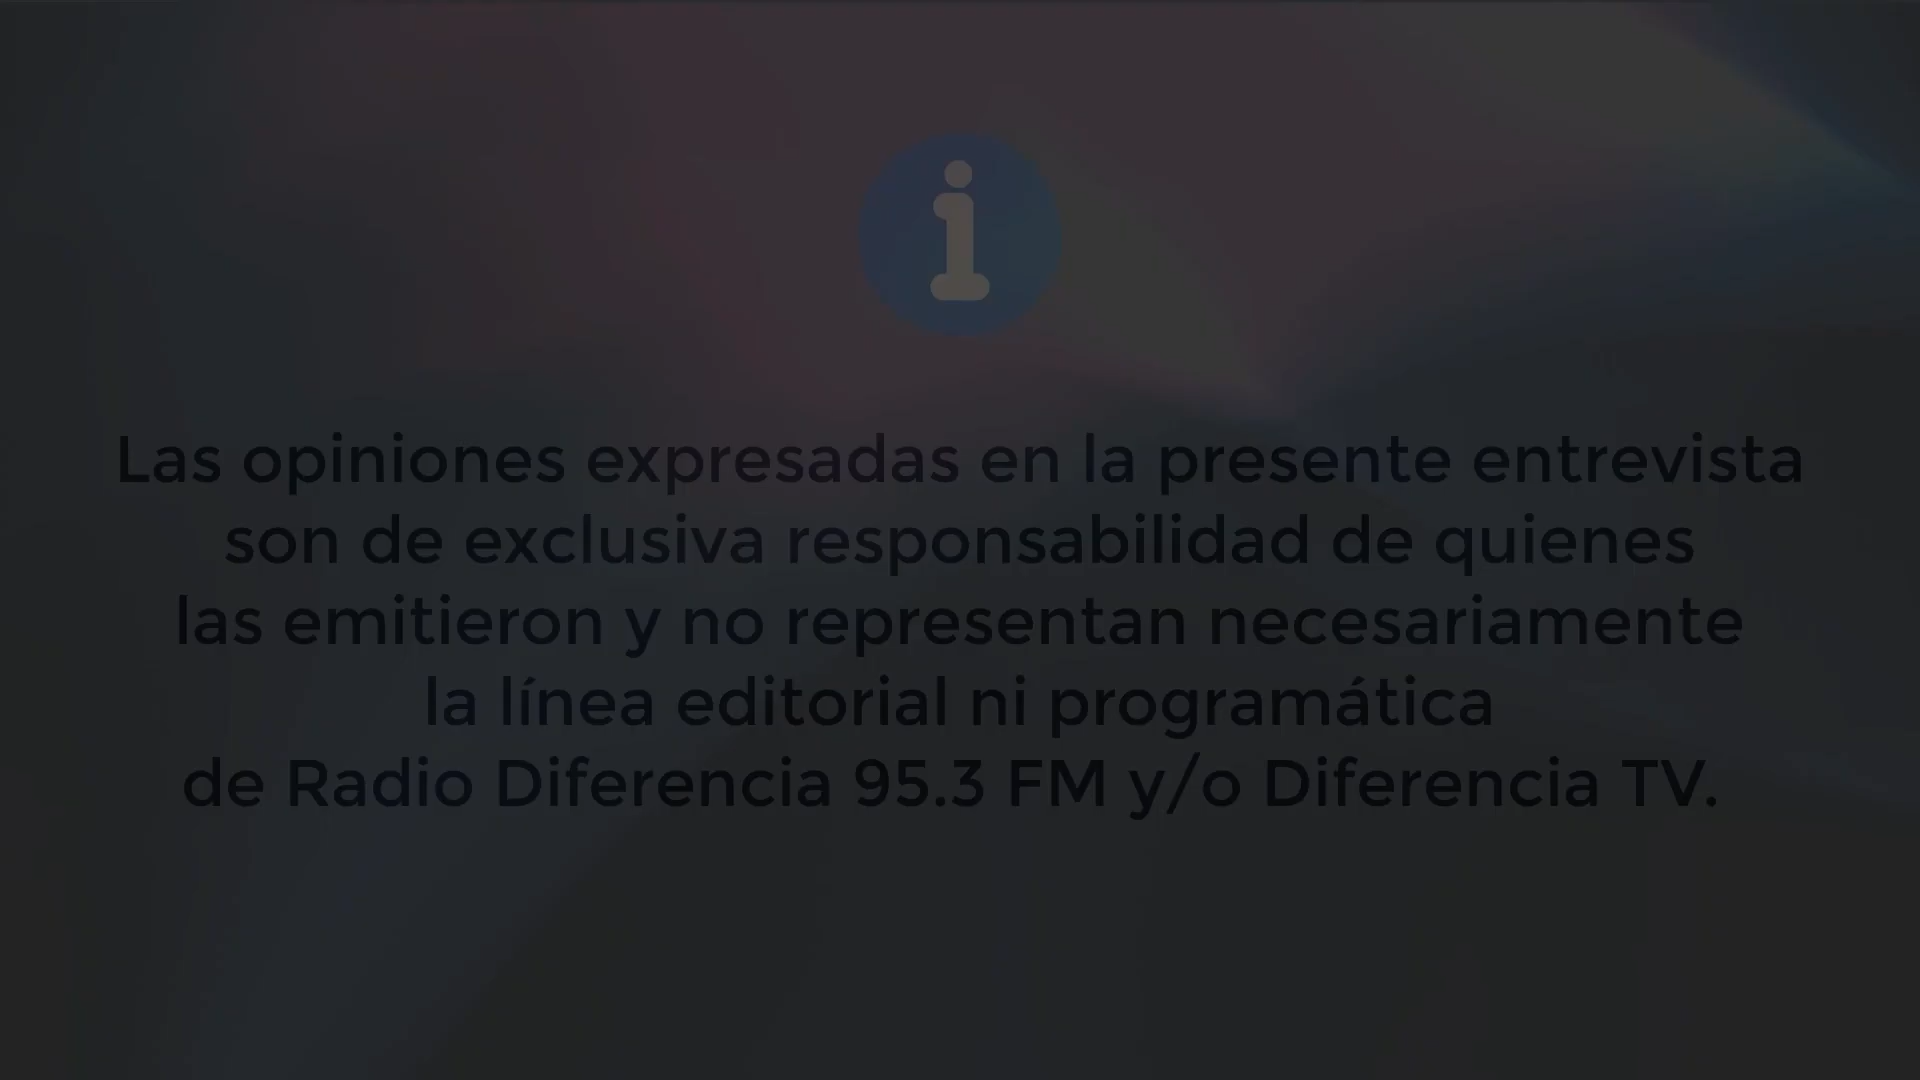 Las opiniones expresadas en la presente entrevista
son de exclusiva responsabilidad de quienes
las emitieron y no representan necesariamente
la línea editorial ni programática
de Radio Diferencia 95.3 FM y/o Diferencia TV.